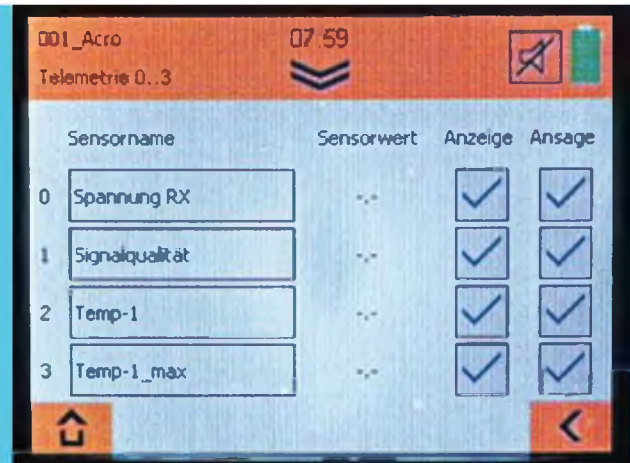 001_Acro 07:59
Telemetrie 0..3
Sensorname Sensorwert Anzeige Ansage
0 Spannung RX -.-
1 Signalqualität -.-
2 Temp-1 -.-
3 Temp-1_max -.-